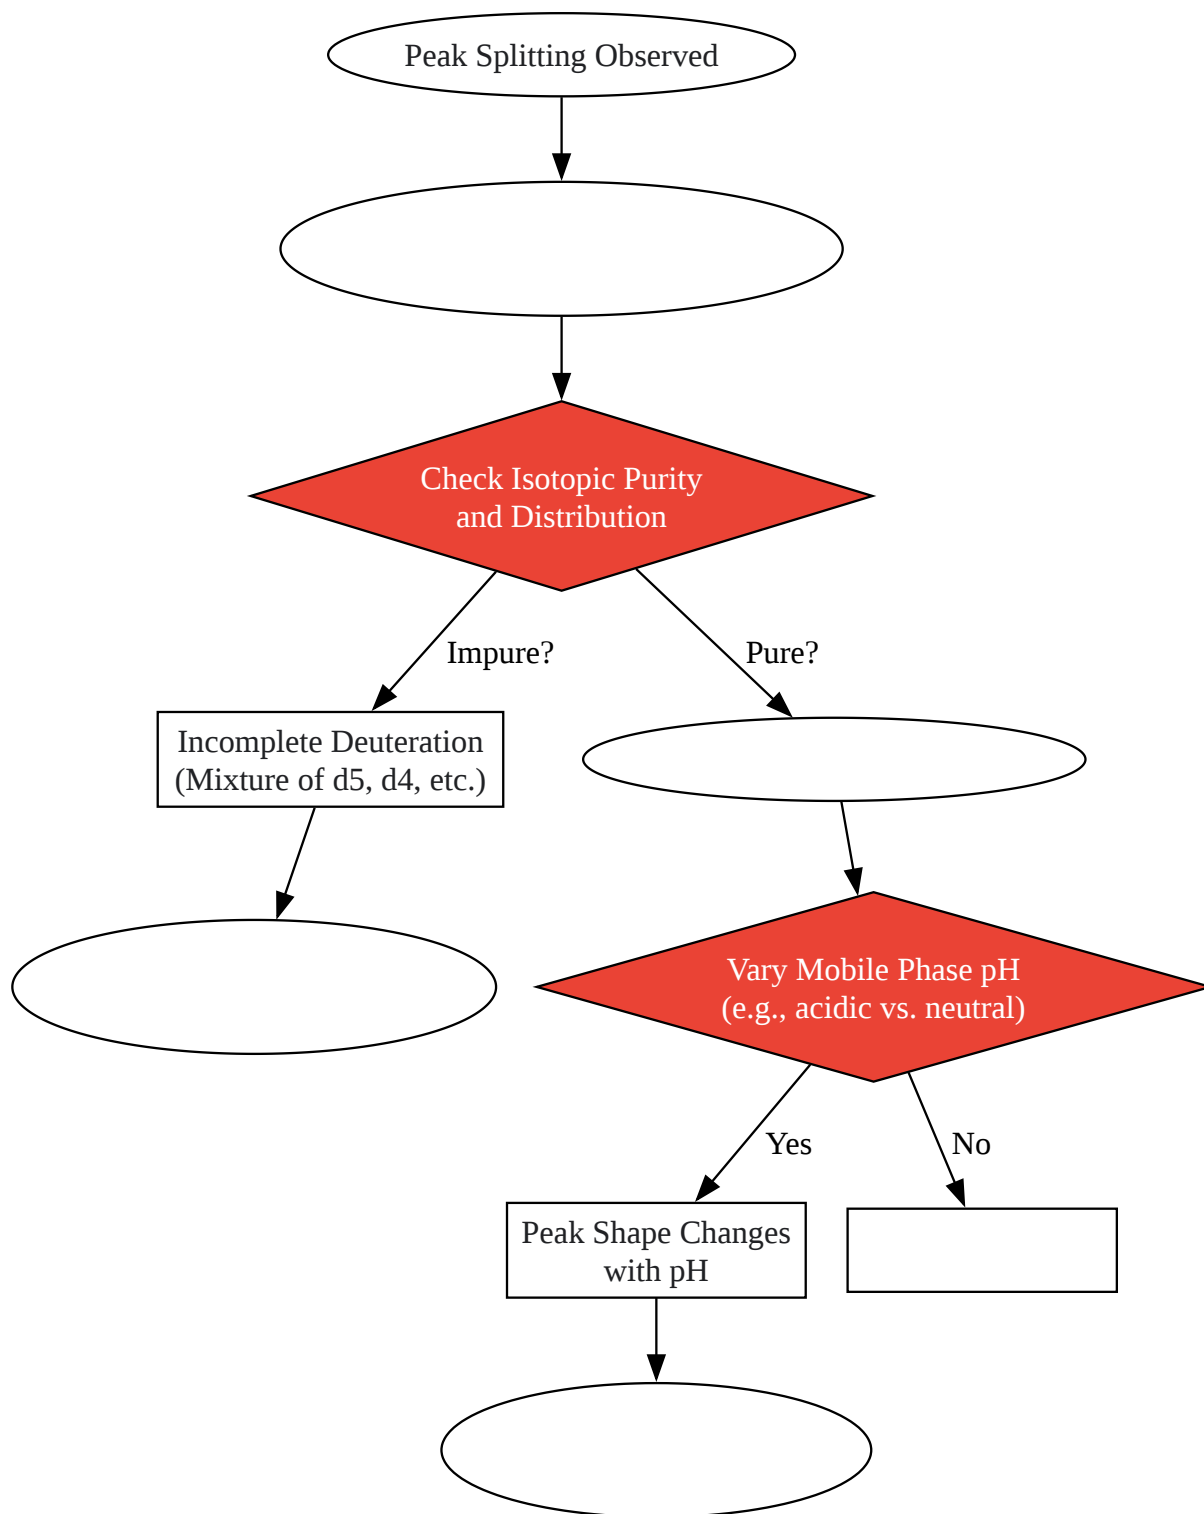 Peak Splitting Observed
Check Isotopic Purity
and Distribution
Impure?
Pure?
Incomplete Deuteration
(Mixture of d5, d4, etc.)
Vary Mobile Phase pH
(e.g., acidic vs. neutral)
Yes
No
Peak Shape Changes
with pH